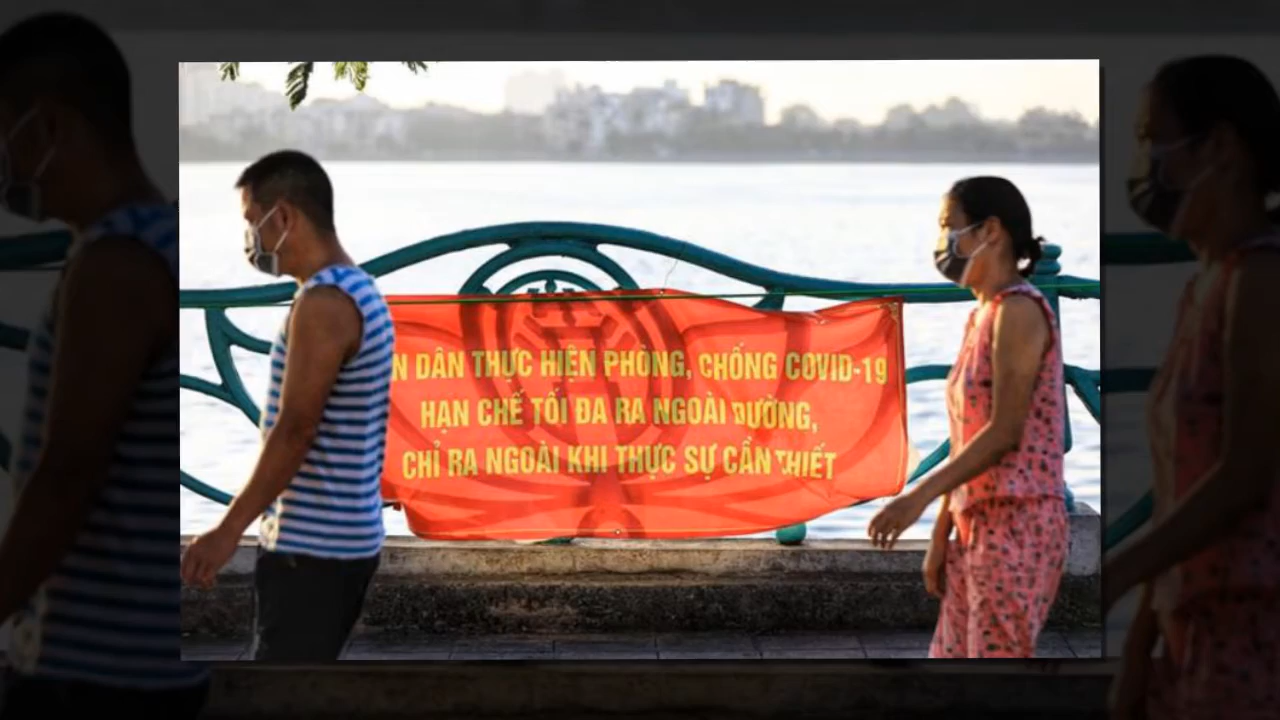 DÂN THỰC HIỆN PHÒNG, CHỐNG COVID-19
HẠN CHẾ TỐI ĐA RA NGOÀI ĐƯỜNG,
CHỈ RA NGOÀI KHI THỰC SỰ CẦN THIẾT